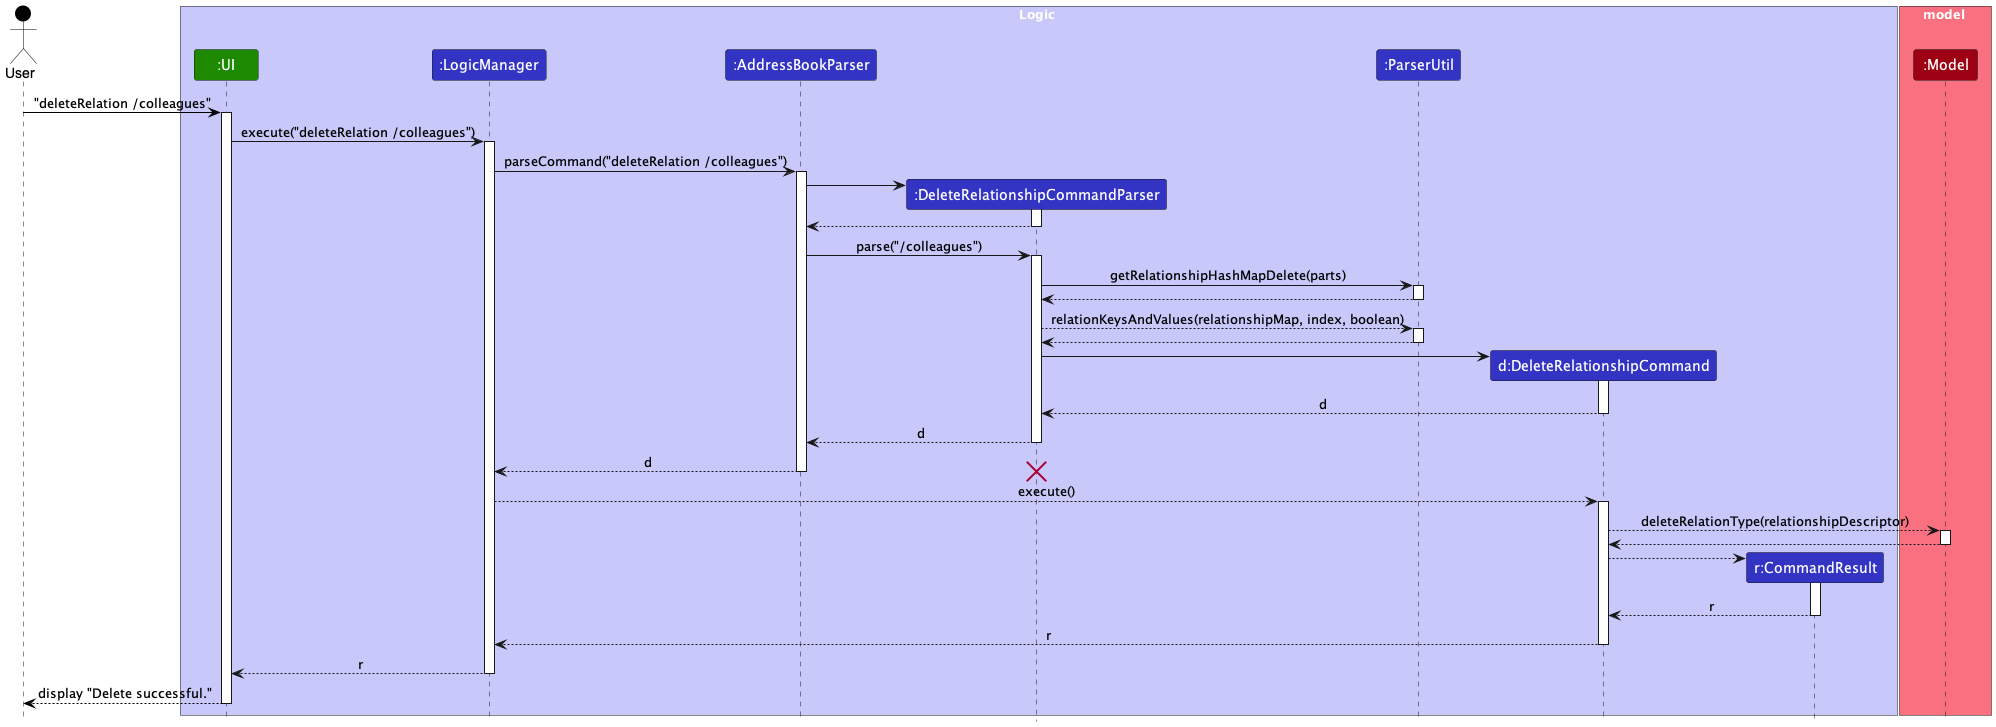 Logic
model
:UI
:LogicManager
:AddressBookParser
:ParserUtil
:Model
User
"deleteRelation /colleagues"
execute("deleteRelation /colleagues")
parseCommand("deleteRelation /colleagues")
:DeleteRelationshipCommandParser
parse("/colleagues")
getRelationshipHashMapDelete(parts)
relationKeysAndValues(relationshipMap, index, boolean)
d:DeleteRelationshipCommand
d
d
d
execute()
deleteRelationType(relationshipDescriptor)
r:CommandResult
r
r
r
display "Delete successful."